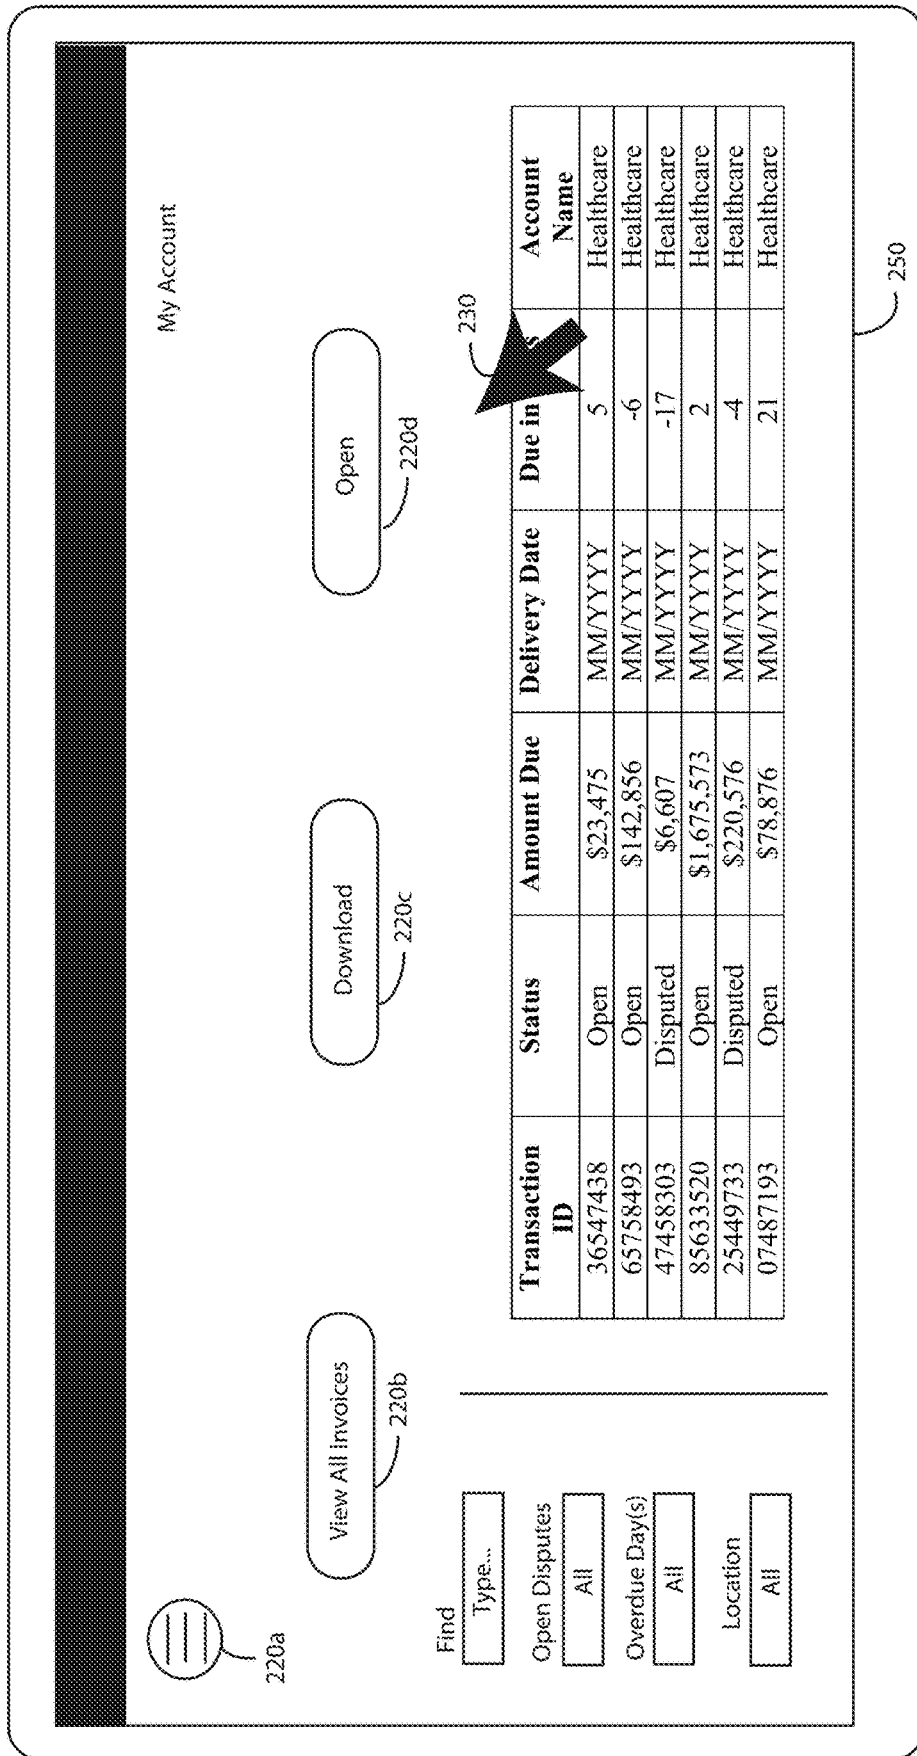 My Account
220a
View All Invoices
220b
Download
220c
Open
220d
Find
Type...
Open Disputes
All
Overdue Day(s)
All
Location
All
230
Transaction ID Status Amount Due Delivery Date Due in Account Name
36547438 Open $23,475 MM/YYYY 5 Healthcare
65758493 Open $142,856 MM/YYYY -6 Healthcare
47458303 Disputed $6,607 MM/YYYY -17 Healthcare
85633520 Open $1,675,573 MM/YYYY 2 Healthcare
25449733 Disputed $220,576 MM/YYYY -4 Healthcare
07487193 Open $78,876 MM/YYYY 21 Healthcare
250